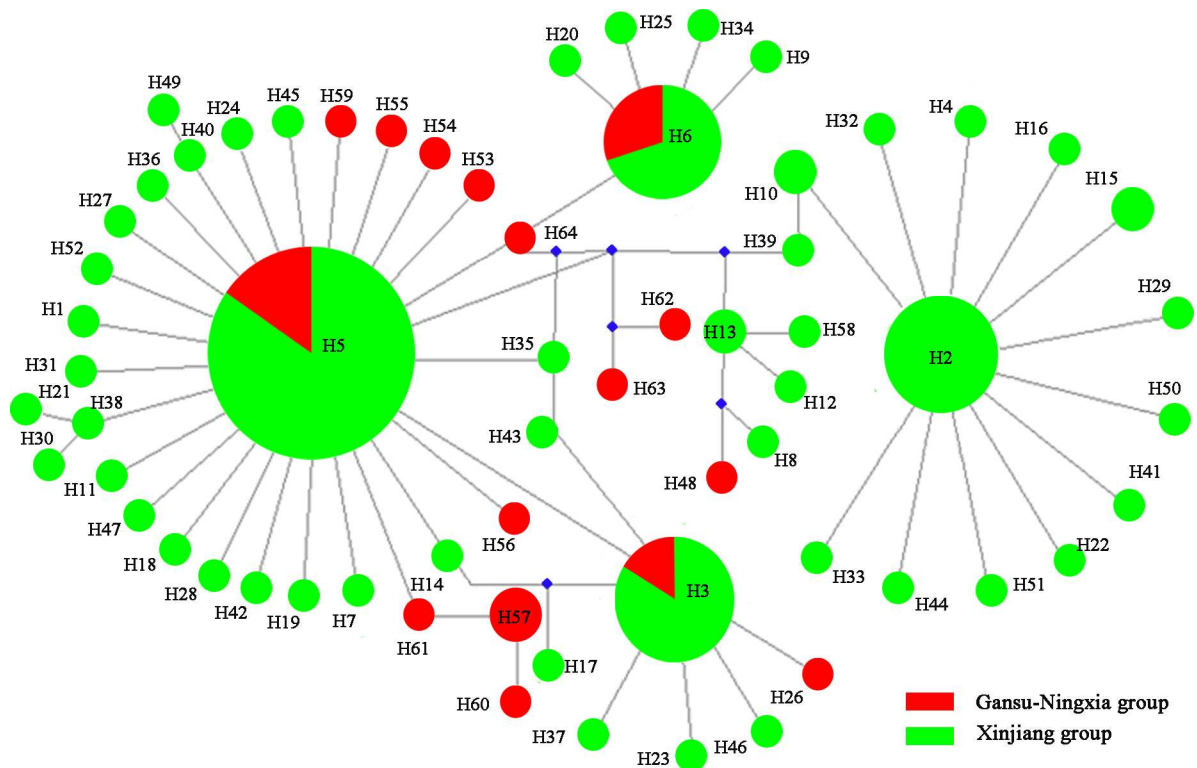 H20
H25
H34
H9
H6
H49
H24
H45
H59
H55
H54
H53
H40
H36
H27
H52
H1
H31
H21
H38
H30
H11
H47
H18
H28
H42
H19
H7
H5
H64
H10
H39
H32
H4
H16
H15
H29
H50
H41
H22
H51
H44
H33
H2
H62
H63
H13
H58
H12
H8
H48
H35
H43
H56
H14
H57
H61
H60
H17
H3
H26
H37
H23
H46
Gansu-Ningxia group
Xinjiang group